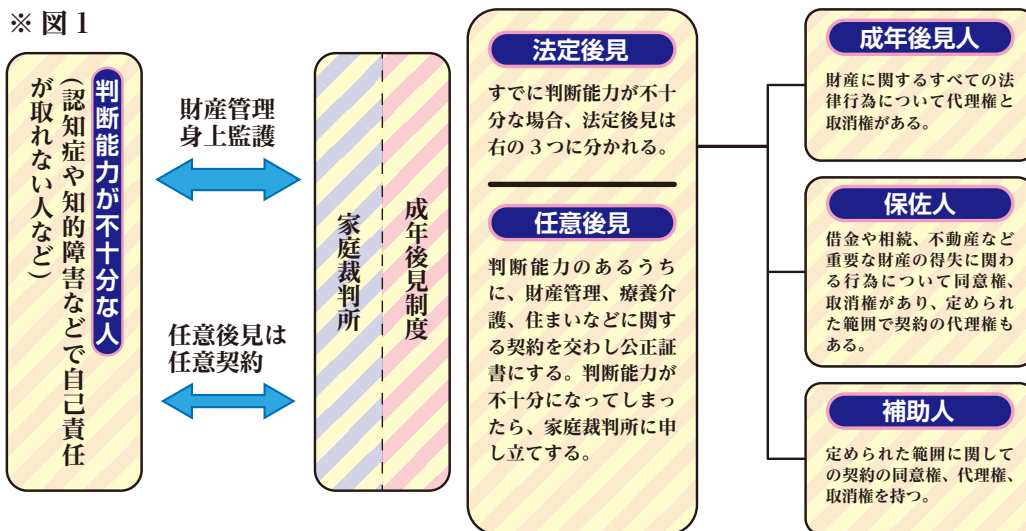 ※ 図1
判断能力が不十分な人
(認知症や知的障害などで自己責任
が取れない人など)
財産管理
身上監護
任意後見は
任意契約
家庭裁判所
成年後見制度
法定後見
すでに判断能力が不十
分な場合、法定後見は
右の3つに分かれる。
任意後見
判断能力のあるうち
に、財産管理、療養介
護、住まいなどに関す
る契約を交わし公正証
書にする。判断能力が
不十分になってしまっ
たら、家庭裁判所に申
し立てする。
成年後見人
財産に関するすべての法
律行為について代理権と
取消権がある。
保佐人
借金や相続、不動産など
重要な財産の得失に関わ
る行為について同意権、
取消権があり、定められ
た範囲で契約の代理権も
ある。
補助人
定められた範囲に関して
の契約の同意権、代理権、
取消権を持つ。